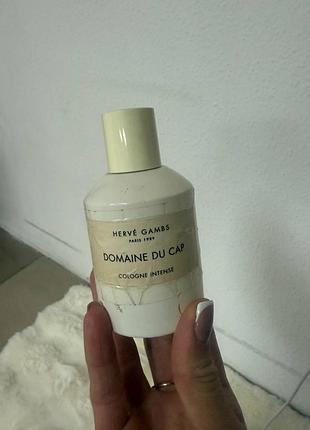 HERVÉ GAMBS
PARIS 1989
DOMAINE DU CAP
COLOGNE INTENSE